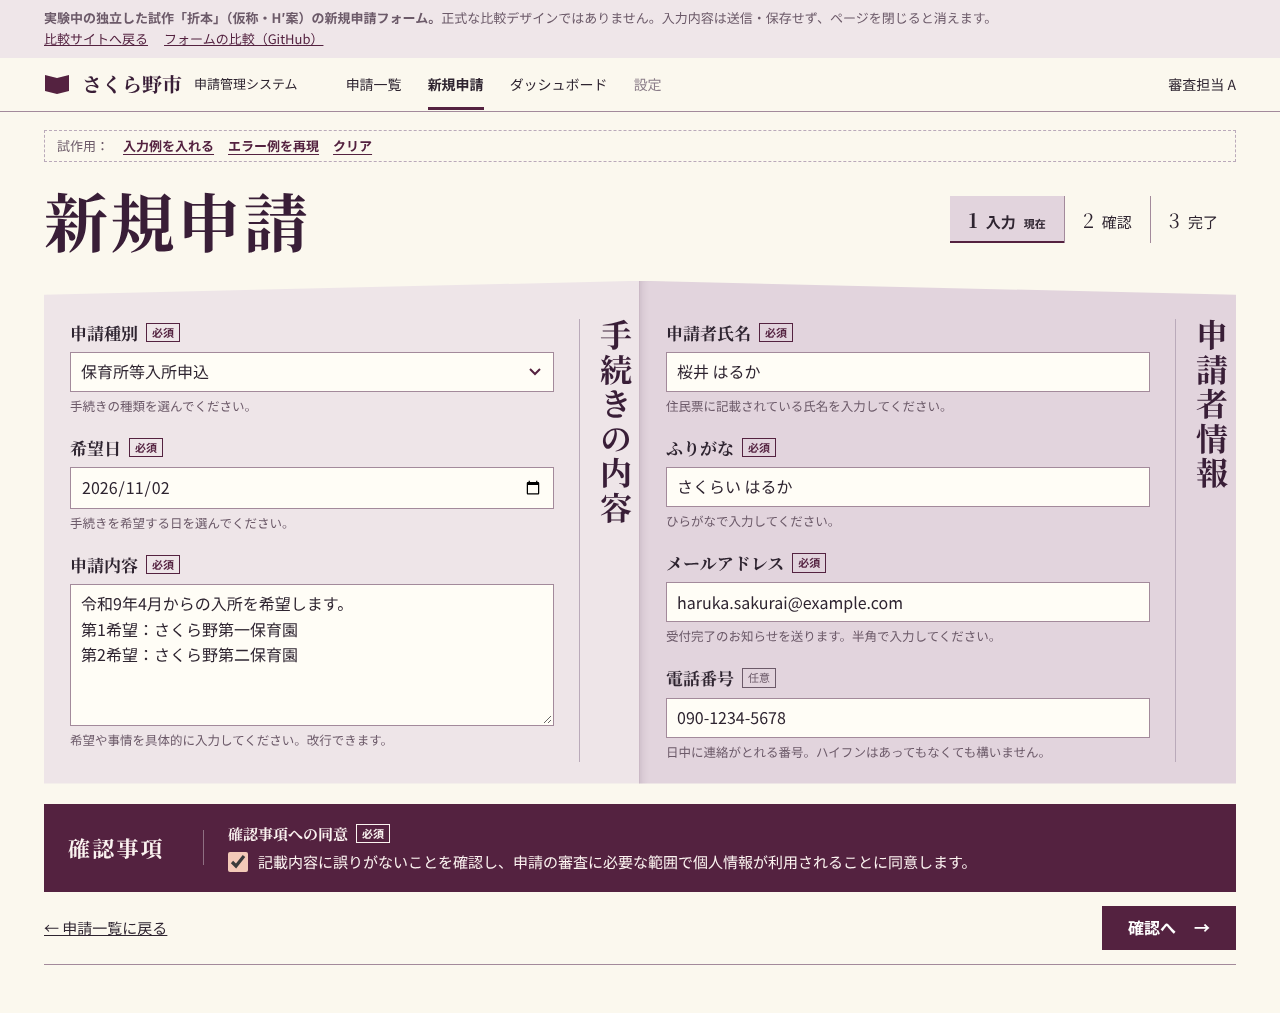 実験中の独立した試作「折本」（仮称・H′案）の新規申請フォーム。正式な比較デザインではありません。入力内容は送信・保存せず、ページを閉じると消えます。
比較サイトへ戻る フォームの比較（GitHub）
さくら野市 申請管理システム 申請一覧 新規申請 ダッシュボード 設定 審査担当 A
試作用： 入力例を入れる エラー例を再現 クリア
新規申請
1 入力 現在 2 確認 3 完了
手続きの内容
申請種別 必須
保育所等入所申込
手続きの種類を選んでください。
希望日 必須
2026/11/02
手続きを希望する日を選んでください。
申請内容 必須
令和9年4月からの入所を希望します。
第1希望：さくら野第一保育園
第2希望：さくら野第二保育園
希望や事情を具体的に入力してください。改行できます。
申請者情報
申請者氏名 必須
桜井 はるか
住民票に記載されている氏名を入力してください。
ふりがな 必須
さくらい はるか
ひらがなで入力してください。
メールアドレス 必須
haruka.sakurai@example.com
受付完了のお知らせを送ります。半角で入力してください。
電話番号 任意
090-1234-5678
日中に連絡がとれる番号。ハイフンはあってもなくても構いません。
確認事項
確認事項への同意 必須
記載内容に誤りがないことを確認し、申請の審査に必要な範囲で個人情報が利用されることに同意します。
← 申請一覧に戻る 確認へ →